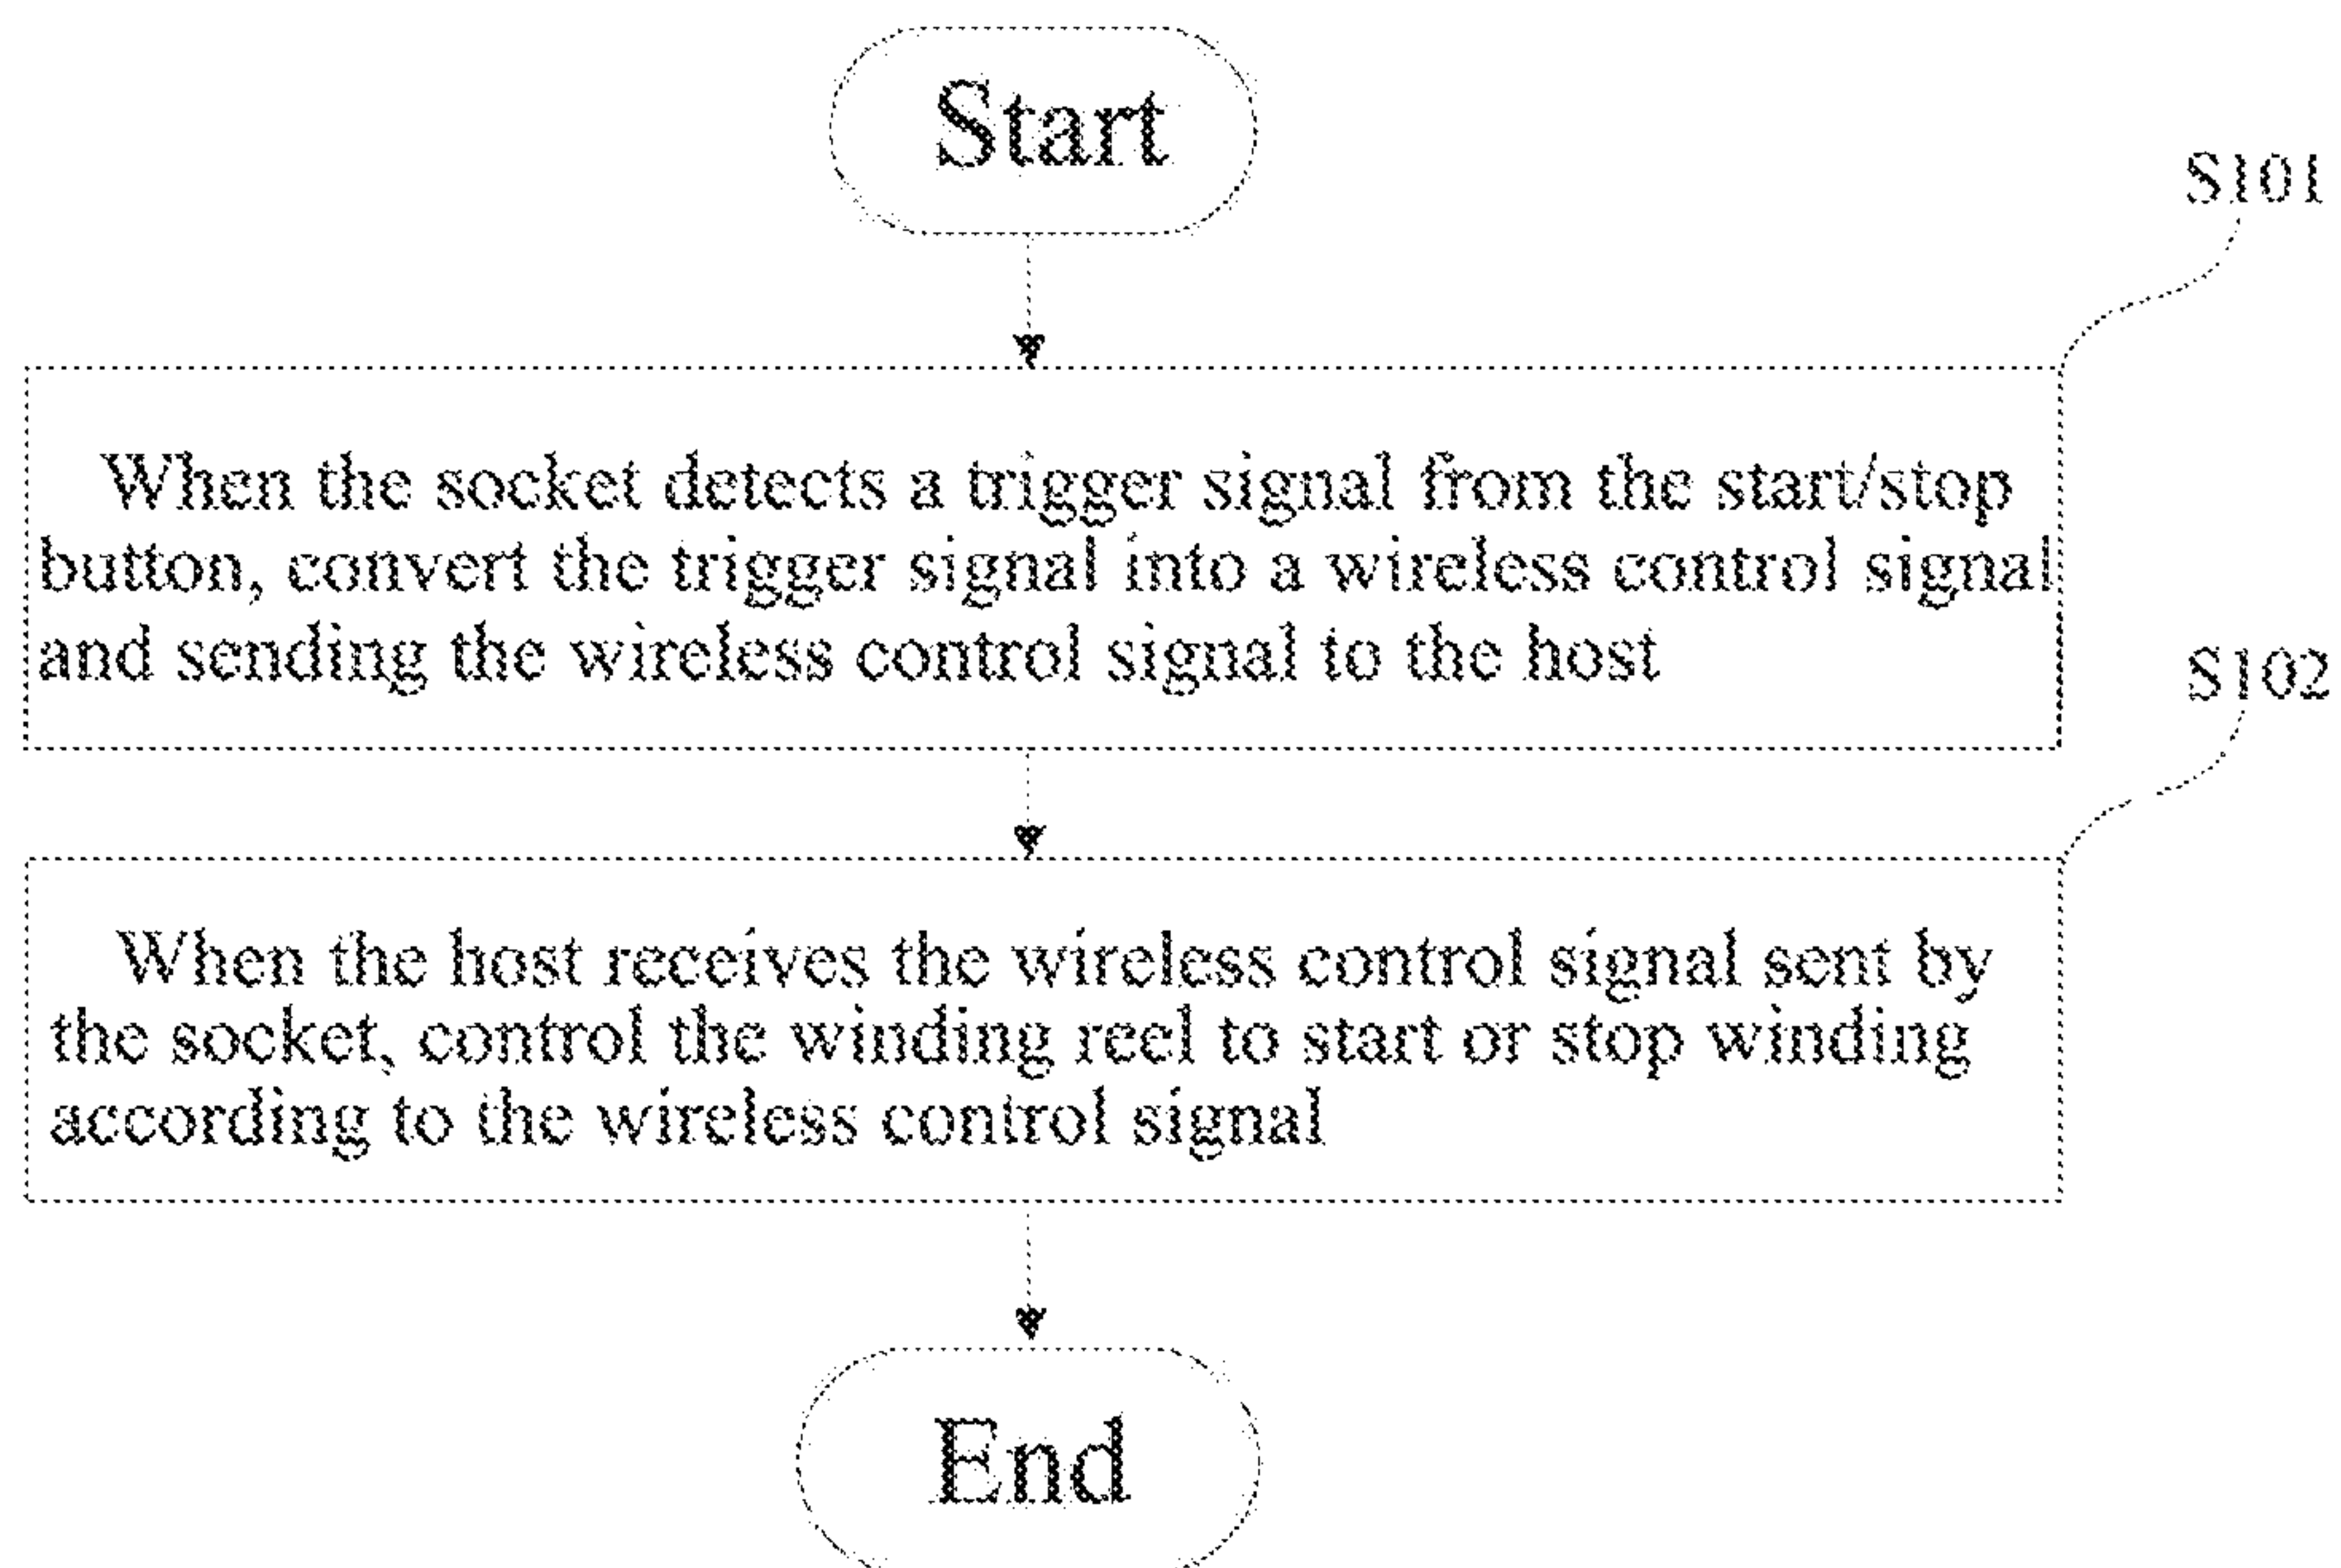 Start
S101
When the socket detects a trigger signal from the start/stop
button, convert the trigger signal into a wireless control signal
and sending the wireless control signal to the host
S102
When the host receives the wireless control signal sent by
the socket, control the winding reel to start or stop winding
according to the wireless control signal
End